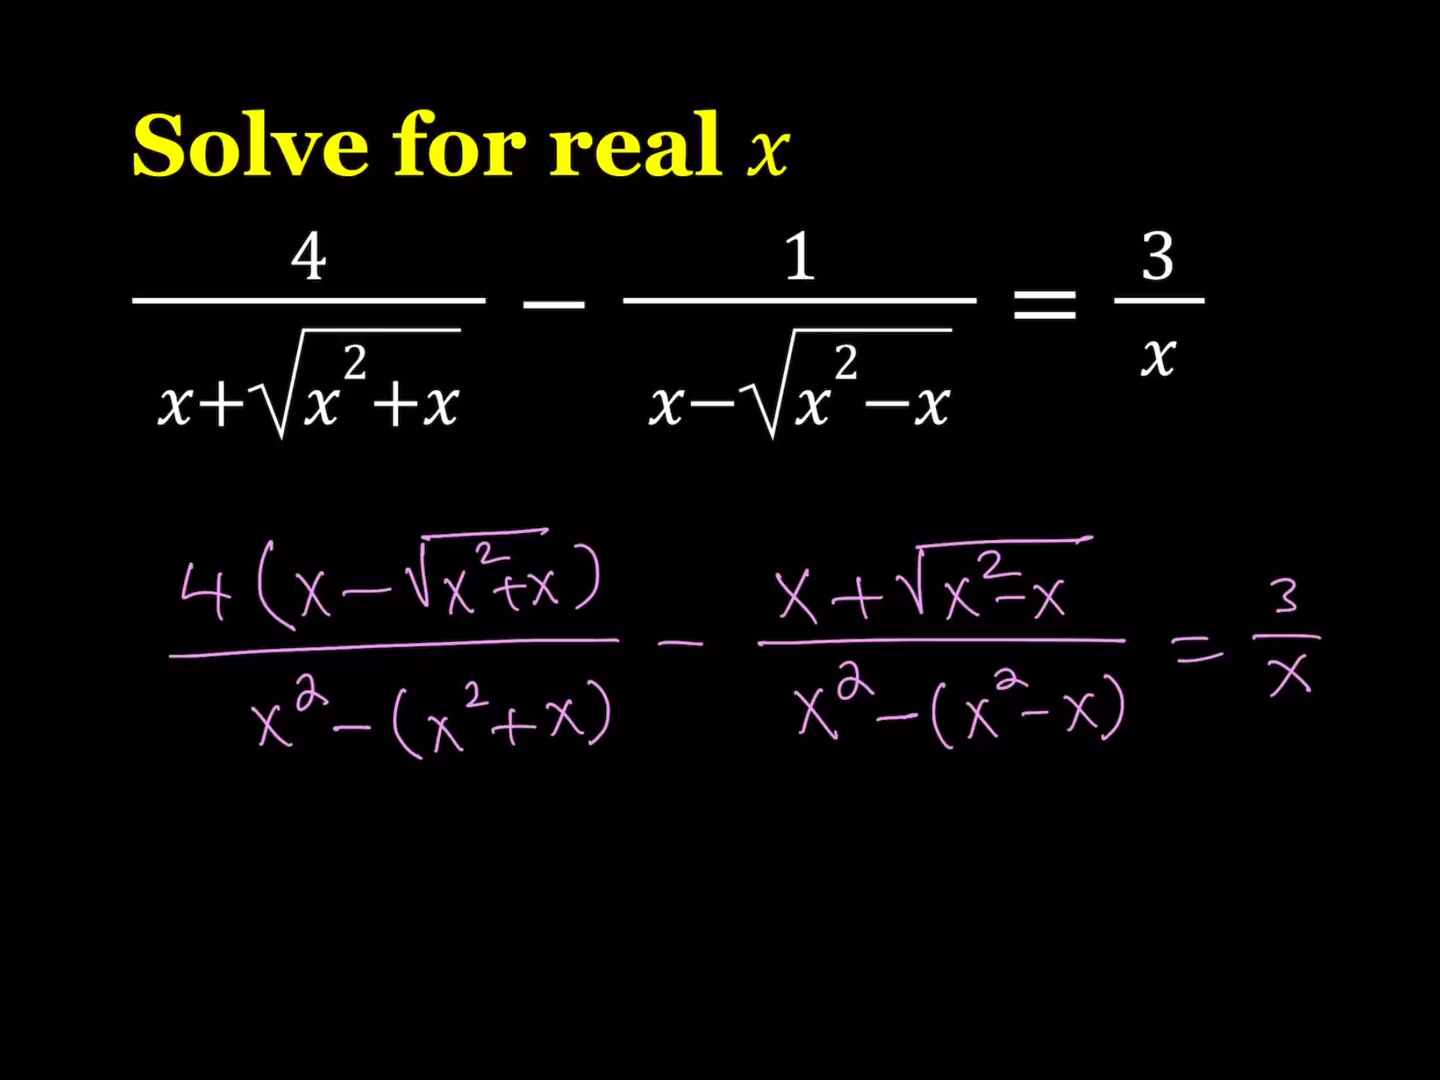 Solve for real x
4/(x+√(x²+x)) − 1/(x−√(x²−x)) = 3/x
4(x−√(x²+x))/(x²−(x²+x)) − (x+√(x²−x))/(x²−(x²−x)) = 3/x